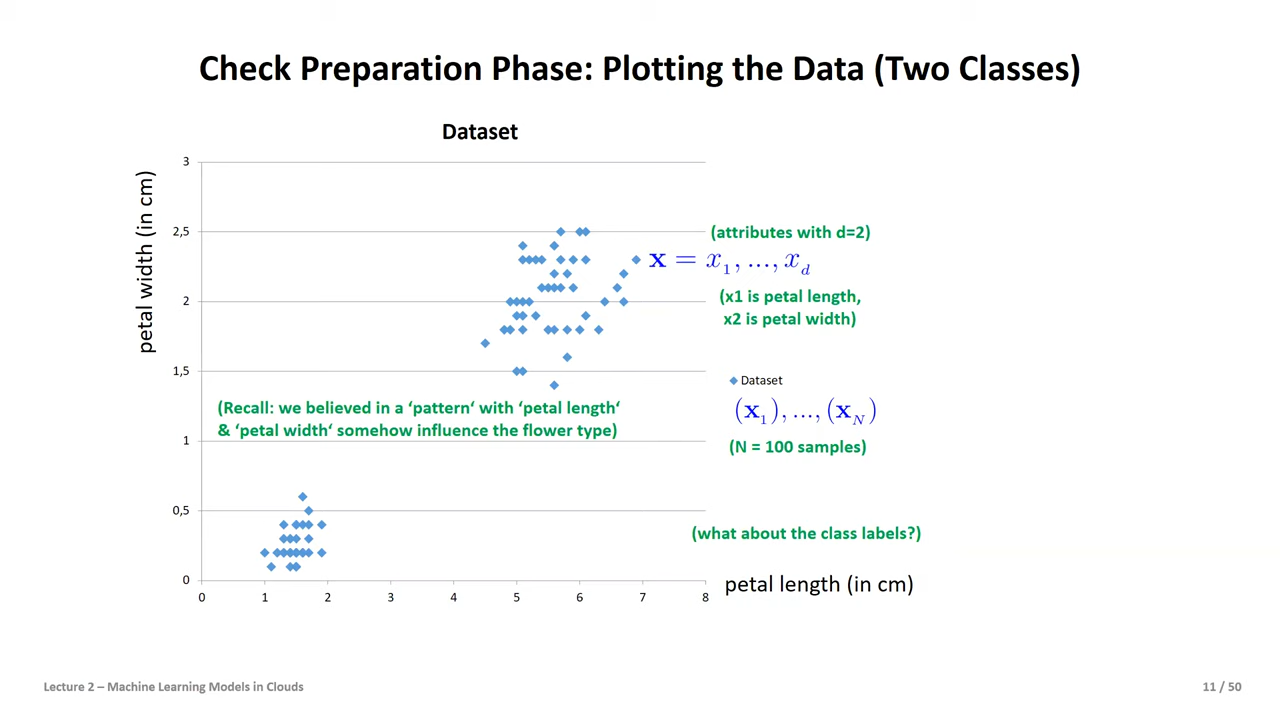 Check Preparation Phase: Plotting the Data (Two Classes)
Dataset
petal width (in cm)
3
2,5
2
1,5
1
0,5
0
0
1
2
3
4
5
6
7
8
petal length (in cm)
(attributes with d=2)
x = x₁, ..., x_d
(x1 is petal length,
x2 is petal width)
Dataset
(x₁), ..., (x_N)
(N = 100 samples)
(Recall: we believed in a ‘pattern‘ with ‘petal length‘
& ‘petal width‘ somehow influence the flower type)
(what about the class labels?)
Lecture 2 – Machine Learning Models in Clouds
11 / 50